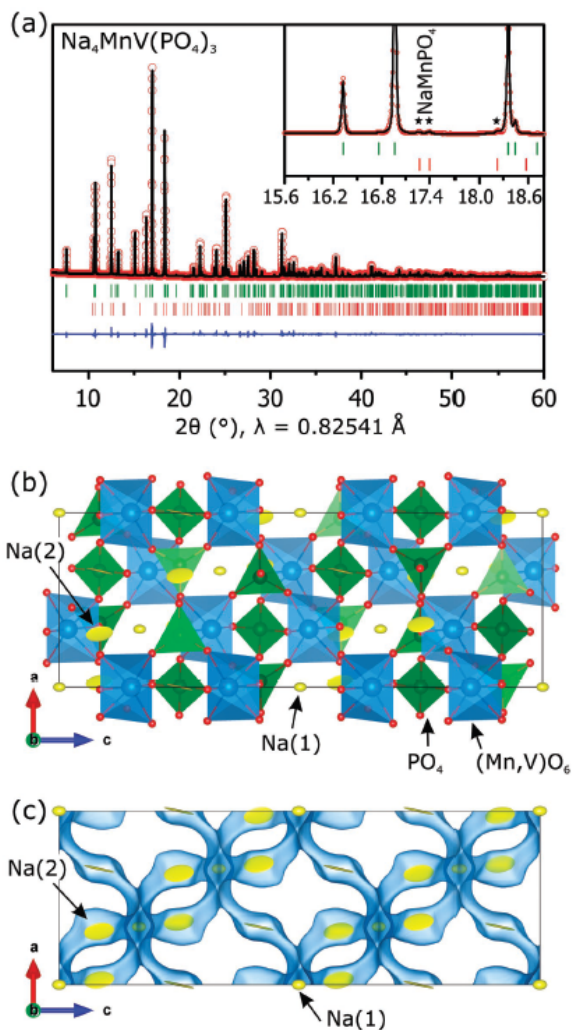 (a)
Na₄MnV(PO₄)₃
★ ★NaMnPO₄ ★
15.6 16.2 16.8 17.4 18.0 18.6
10 20 30 40 50 60
2θ (°), λ = 0.82541 Å
(b)
Na(2)
a
b c
Na(1) PO₄ (Mn,V)O₆
(c)
Na(2)
a
b c
Na(1)